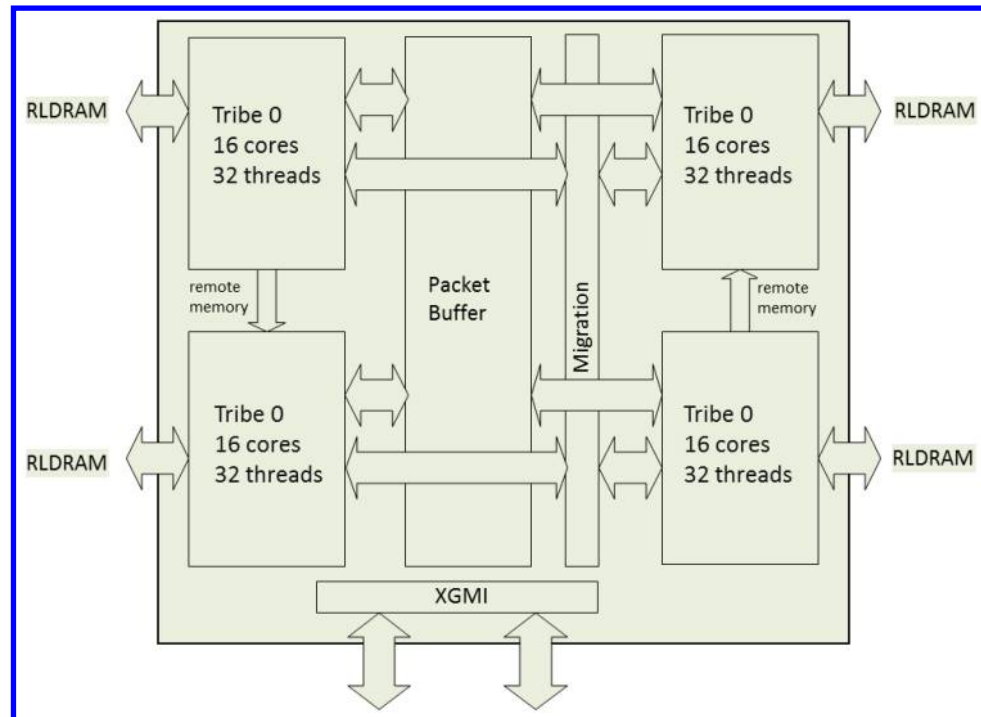 RLDRAM
Tribe 0
16 cores
32 threads
Tribe 0
16 cores
32 threads
RLDRAM
remote
memory
Packet
Buffer
Migration
remote
memory
RLDRAM
Tribe 0
16 cores
32 threads
Tribe 0
16 cores
32 threads
RLDRAM
XGMI